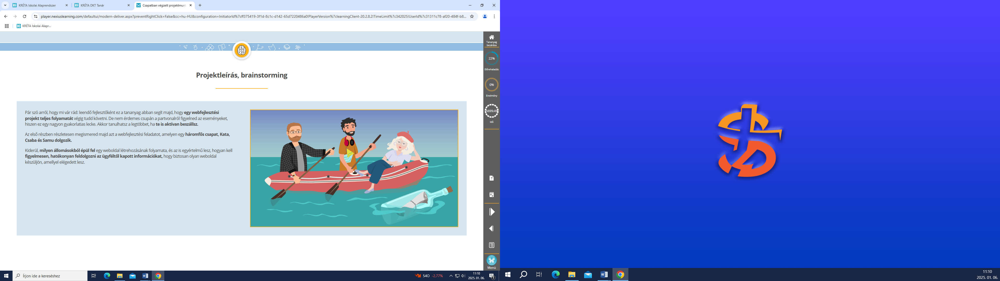 KRÉTA Iskolai Alaprendszer
KRÉTA DKT Tanár
Csapatban végzett projektmun
player.nexiuslearning.com/defaultui/modern-deliver.aspx?preventRightClick=False&cc=hu-HU&configuration=InitiatorId%7cff375419-3f1d-8c1c-d142-65d7220486a0!PlayerVersion%7clearningClient-20.2.8.2!TimeLimit%7c342025!UserId%7c31311c78-af20-484f-b8...
KRÉTA Iskolai Alapr...
Tananyag
bezárása
22%
Előrehaladás
0%
Eredmény
5699:49
Idő
Menü
Projektleírás, brainstorming
Pár szó arról, hogy mi vár rád: leendő fejlesztőként ez a tananyag abban segít majd, hogy egy webfejlesztési
projekt teljes folyamatát végig tudd követni. De nem érdemes csupán a partvonalról figyelned az eseményeket,
hiszen ez egy nagyon gyakorlatias lecke. Akkor tanulhatsz a legtöbbet, ha te is aktívan beszállsz.
Az első részben részletesen megismered majd azt a webfejlesztési feladatot, amelyen egy háromfős csapat, Kata,
Csaba és Samu dolgozik.
Kiderül, milyen állomásokból épül fel egy weboldal létrehozásának folyamata, és az is egyértelmű lesz, hogyan kell
figyelmesen, hatékonyan feldolgozni az ügyféltől kapott információkat, hogy biztosan olyan weboldal
készüljön, amellyel elégedett lesz.
Írjon ide a kereséshez
540 -2,77%
11:10
2025. 01. 06.
1
11:10
2025. 01. 06.